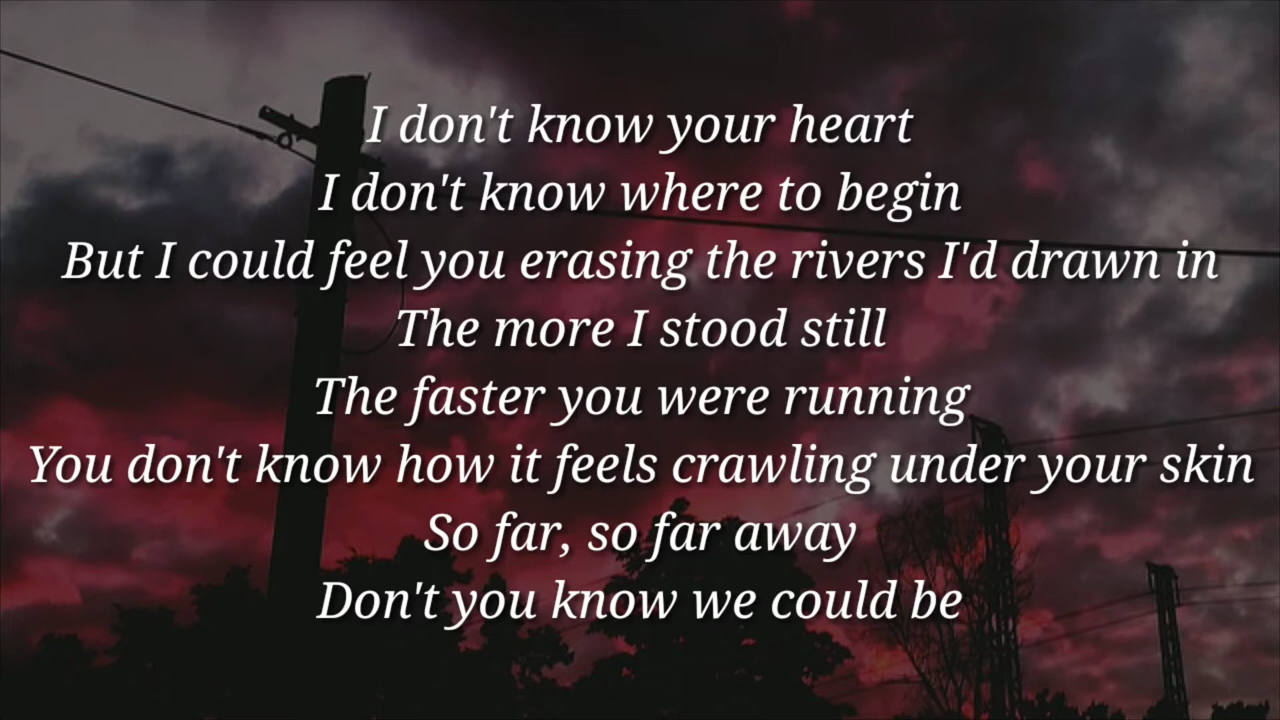 I don't know your heart
I don't know where to begin
But I could feel you erasing the rivers I'd drawn in
The more I stood still
The faster you were running
You don't know how it feels crawling under your skin
So far, so far away
Don't you know we could be